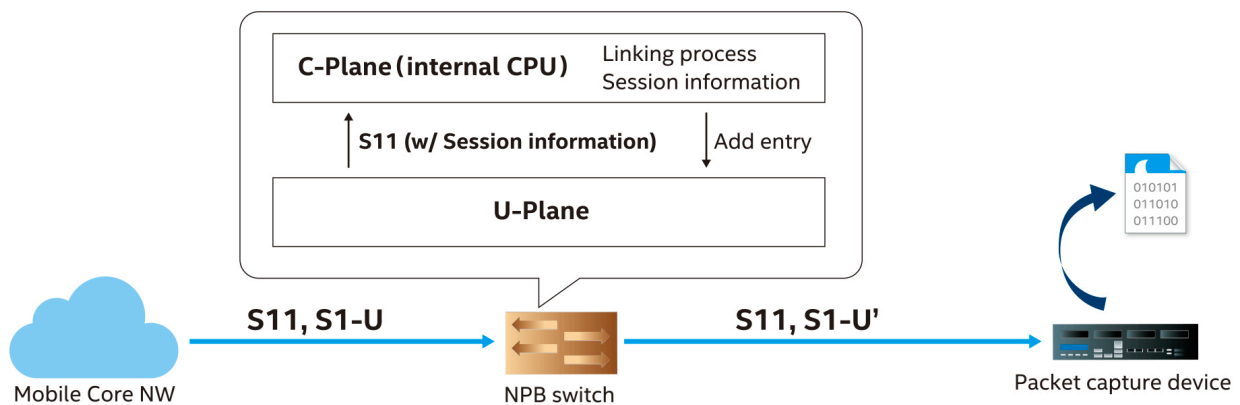 C-Plane (internal CPU)
Linking process
Session information
S11 (w/ Session information)
Add entry
U-Plane
010101
011010
011100
S11, S1-U
S11, S1-U’
Mobile Core NW
NPB switch
Packet capture device